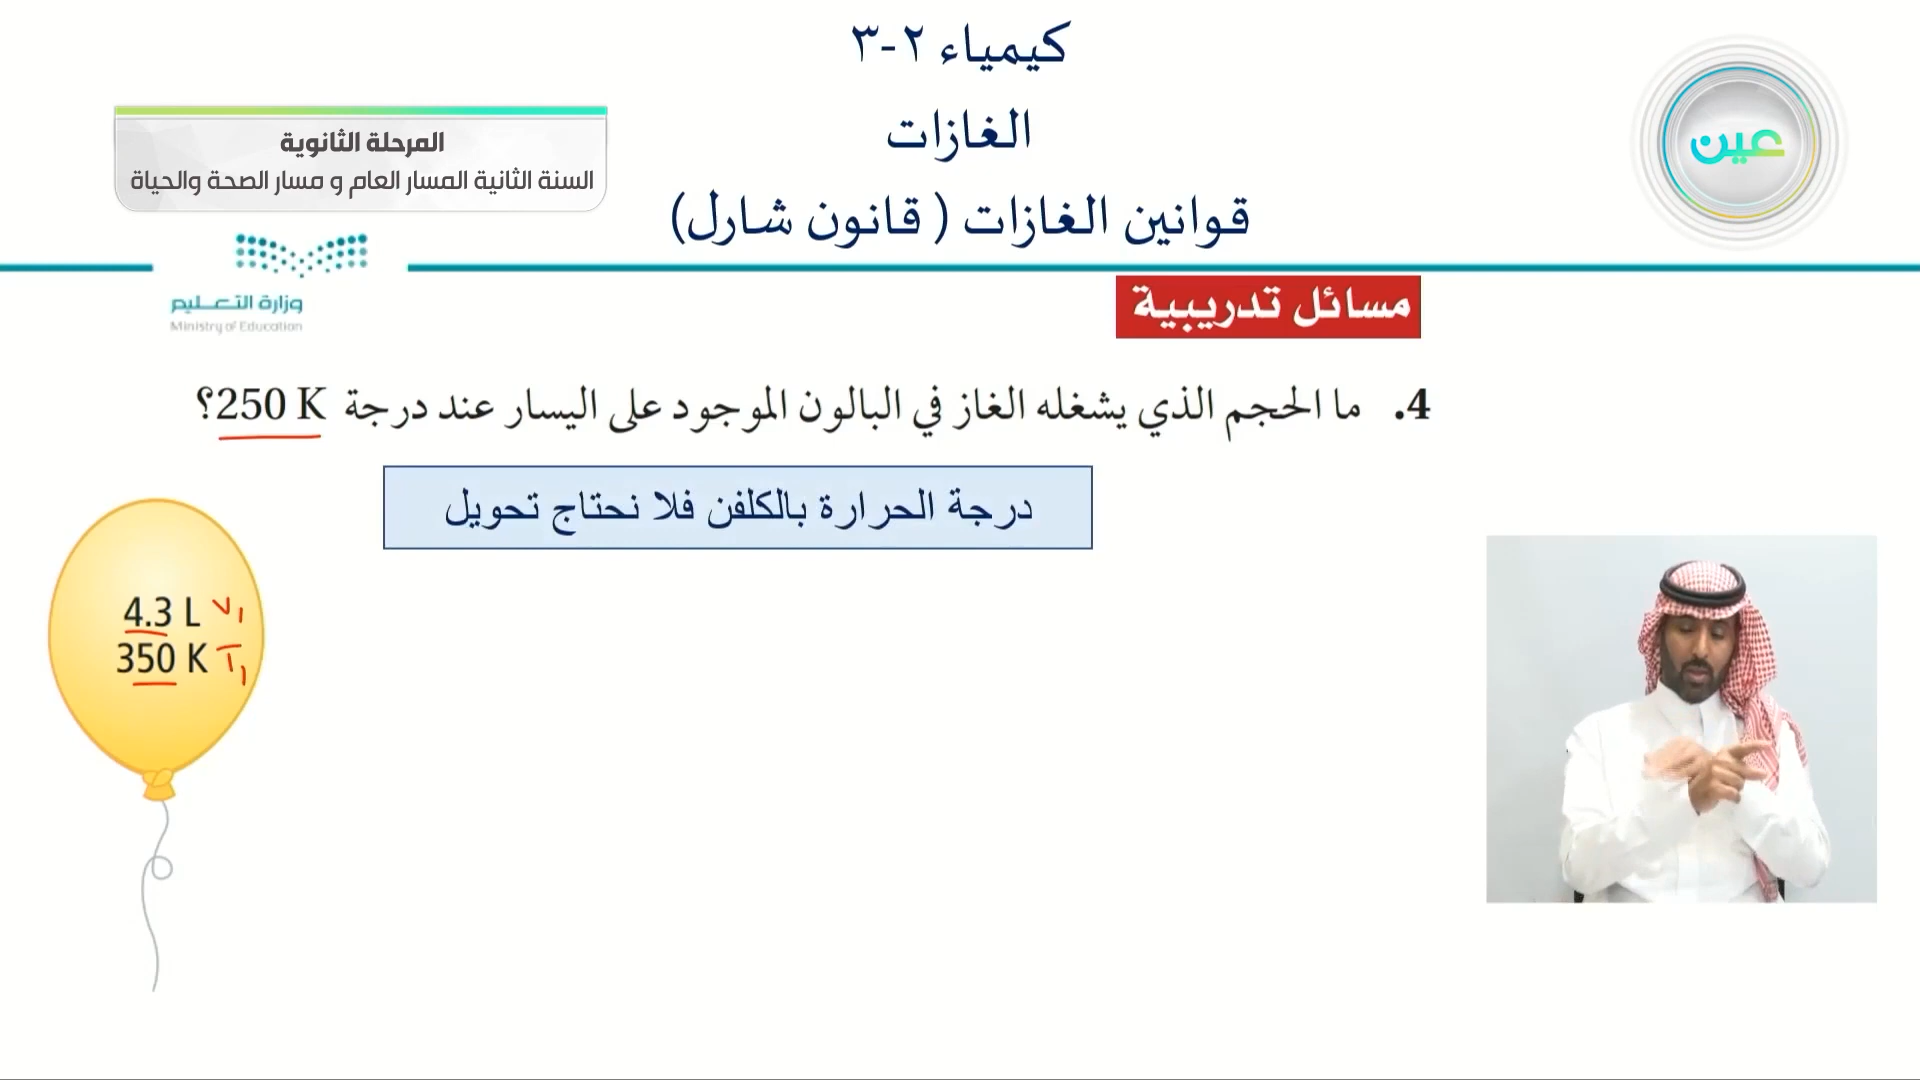 كيمياء ٢-٣
الغازات
قوانين الغازات ( قانون شارل)
عين
المرحلة الثانوية
السنة الثانية المسار العام و مسار الصحة والحياة
وزارة التعليم
Ministry of Education
مسائل تدريبية
4. ما الحجم الذي يشغله الغاز في البالون الموجود على اليسار عند درجة 250 K؟
درجة الحرارة بالكلفن فلا نحتاج تحويل
4.3 L V₁
350 K T₁